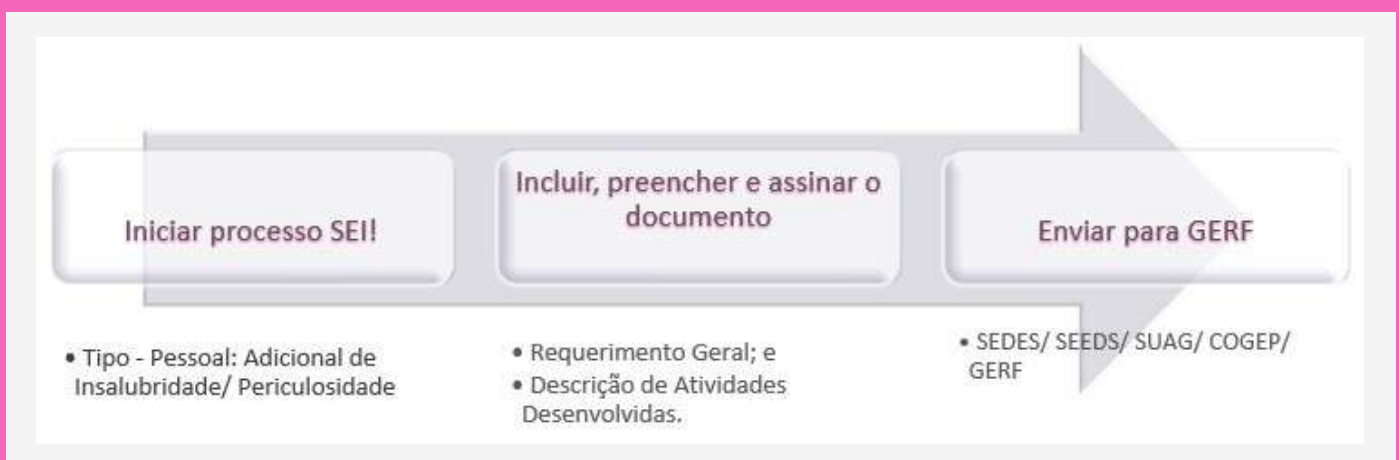 Iniciar processo SEI!
• Tipo - Pessoal: Adicional de
Insalubridade/ Periculosidade
Incluir, preencher e assinar o
documento
• Requerimento Geral; e
• Descrição de Atividades
Desenvolvidas.
Enviar para GERF
• SEDES/ SEEDS/ SUAG/ COGEP/
GERF